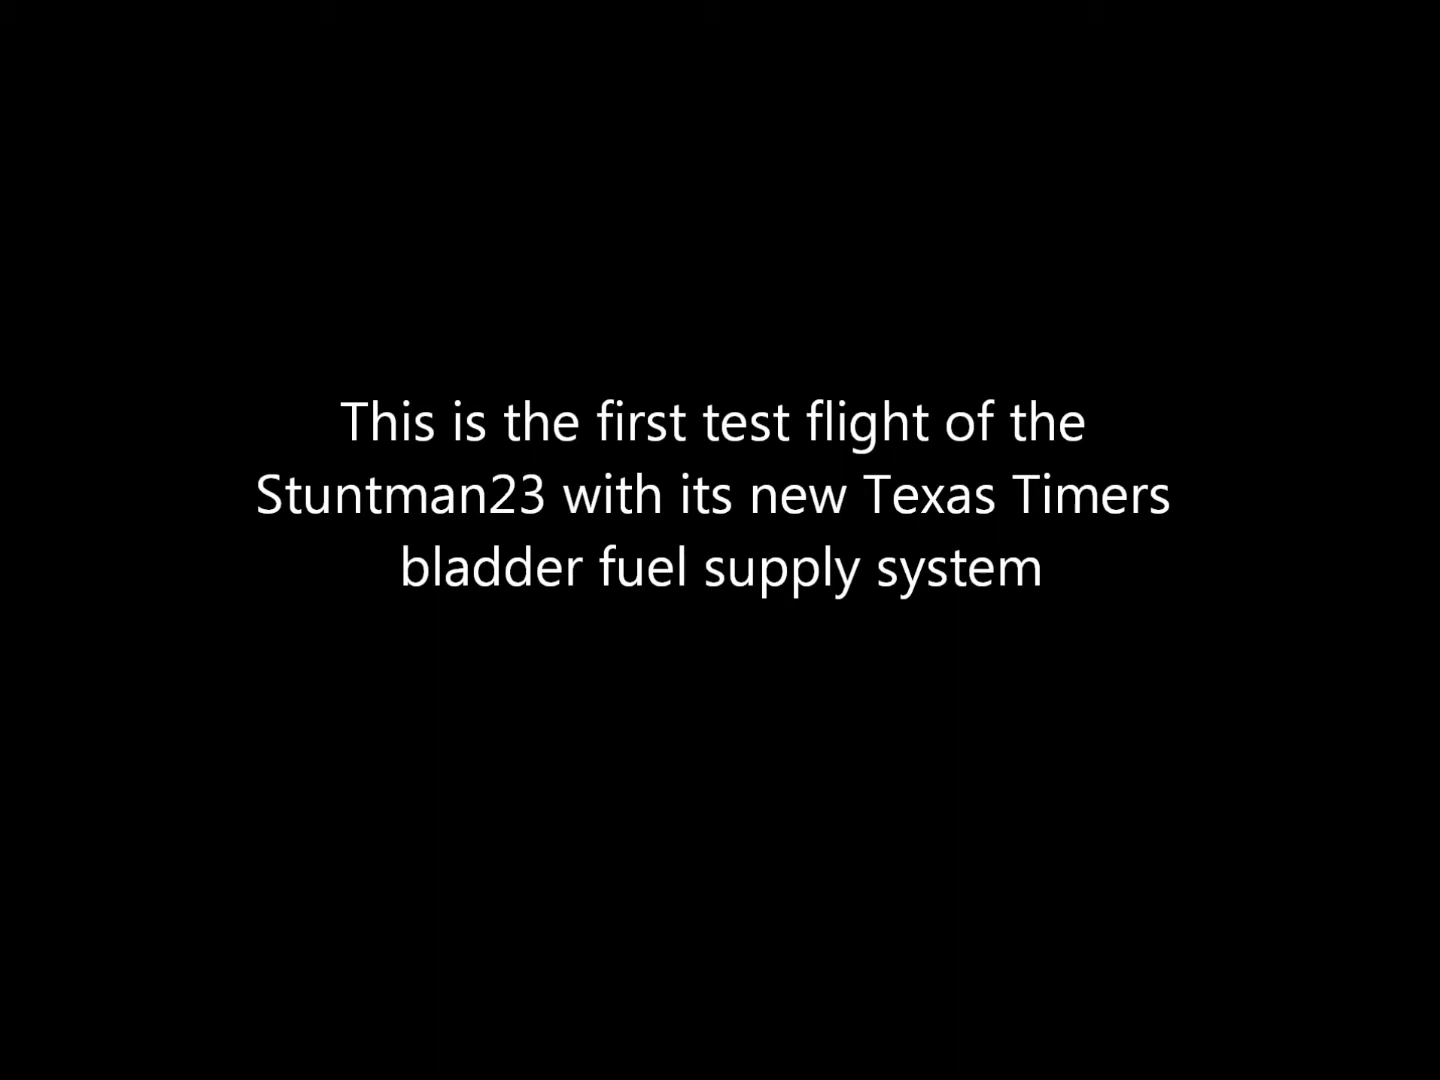 This is the first test flight of the
Stuntman23 with its new Texas Timers
bladder fuel supply system